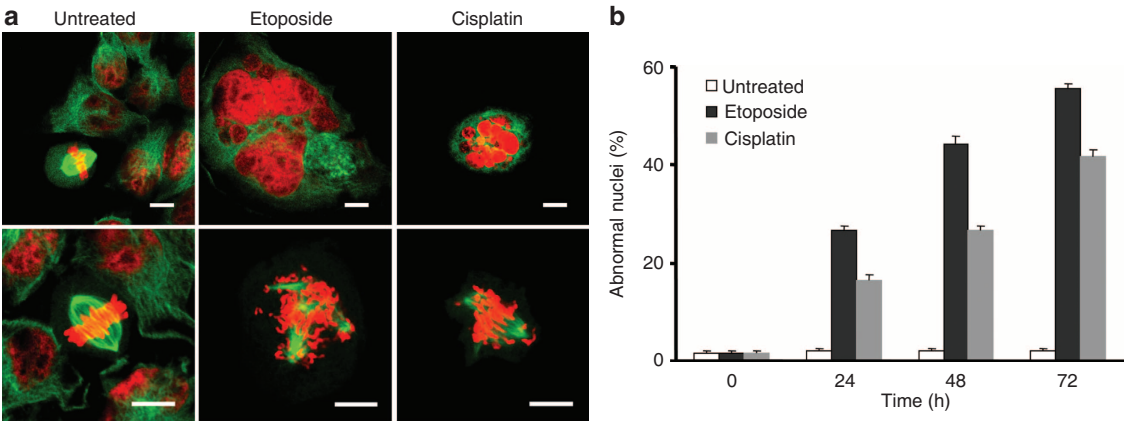 a
Untreated Etoposide Cisplatin
b
60
40
20
0
Abnormal nuclei (%)
Untreated
Etoposide
Cisplatin
0 24 48 72
Time (h)